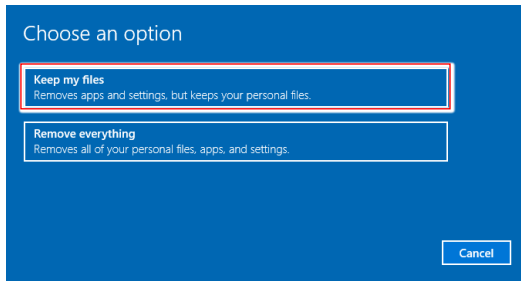 Choose an option
Keep my files
Removes apps and settings, but keeps your personal files.
Remove everything
Removes all of your personal files, apps, and settings.
Cancel